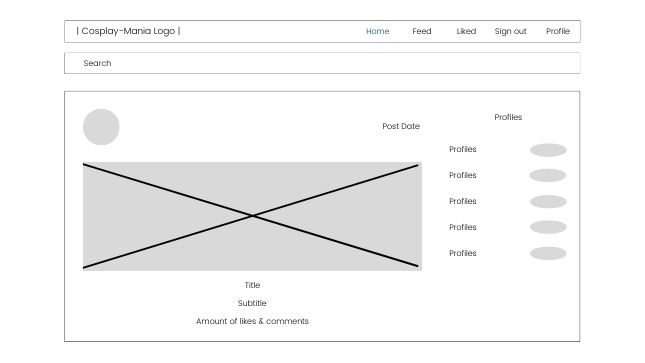 | Cosplay-Mania Logo | Home Feed Liked Sign out Profile
Search
Profiles
Post Date
Profiles
Profiles
Profiles
Profiles
Profiles
Title
Subtitle
Amount of likes & comments